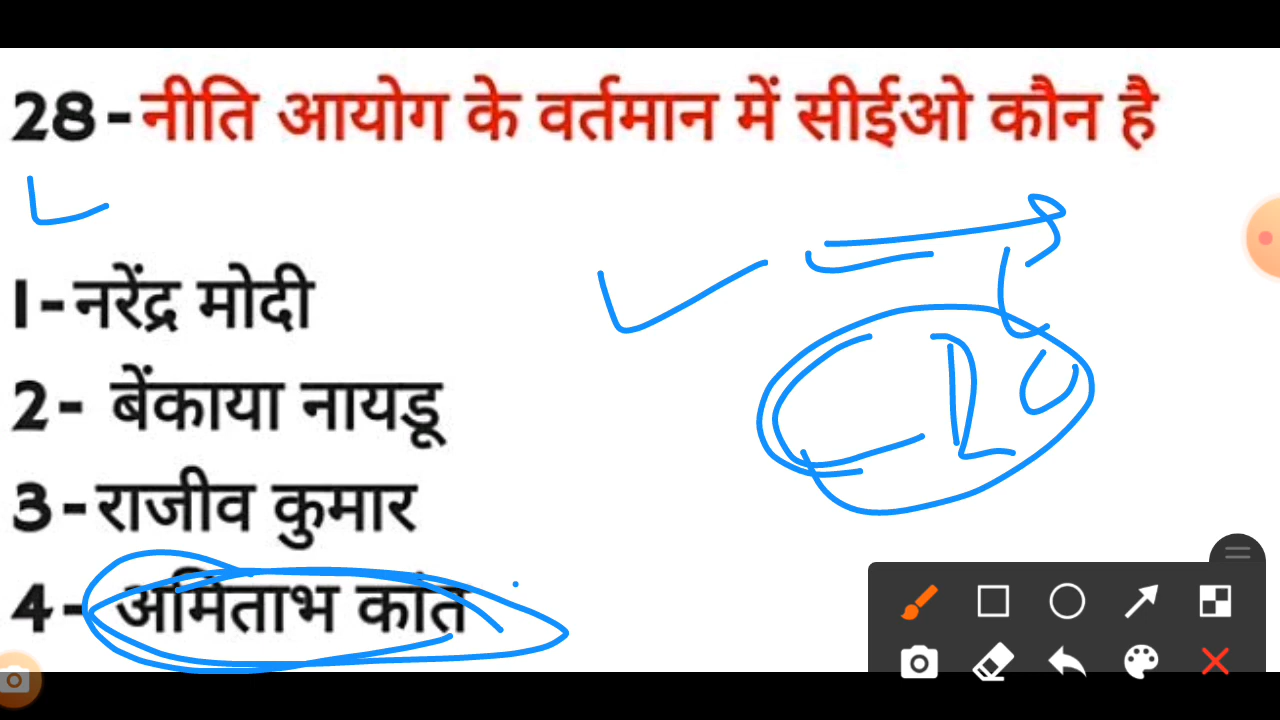 28-नीति आयोग के वर्तमान में सीईओ कौन है
1-नरेंद्र मोदी
2- बेंकाया नायडू
3-राजीव कुमार
4-अमिताभ कांत